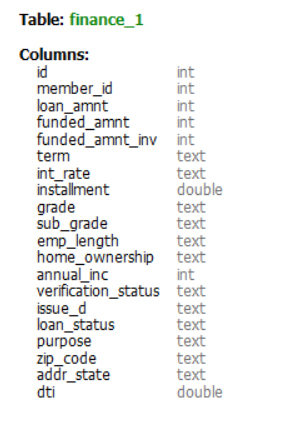 Table: finance_1
Columns:
id int
member_id int
loan_amnt int
funded_amnt int
funded_amnt_inv int
term text
int_rate text
installment double
grade text
sub_grade text
emp_length text
home_ownership text
annual_inc int
verification_status text
issue_d text
loan_status text
purpose text
zip_code text
addr_state text
dti double